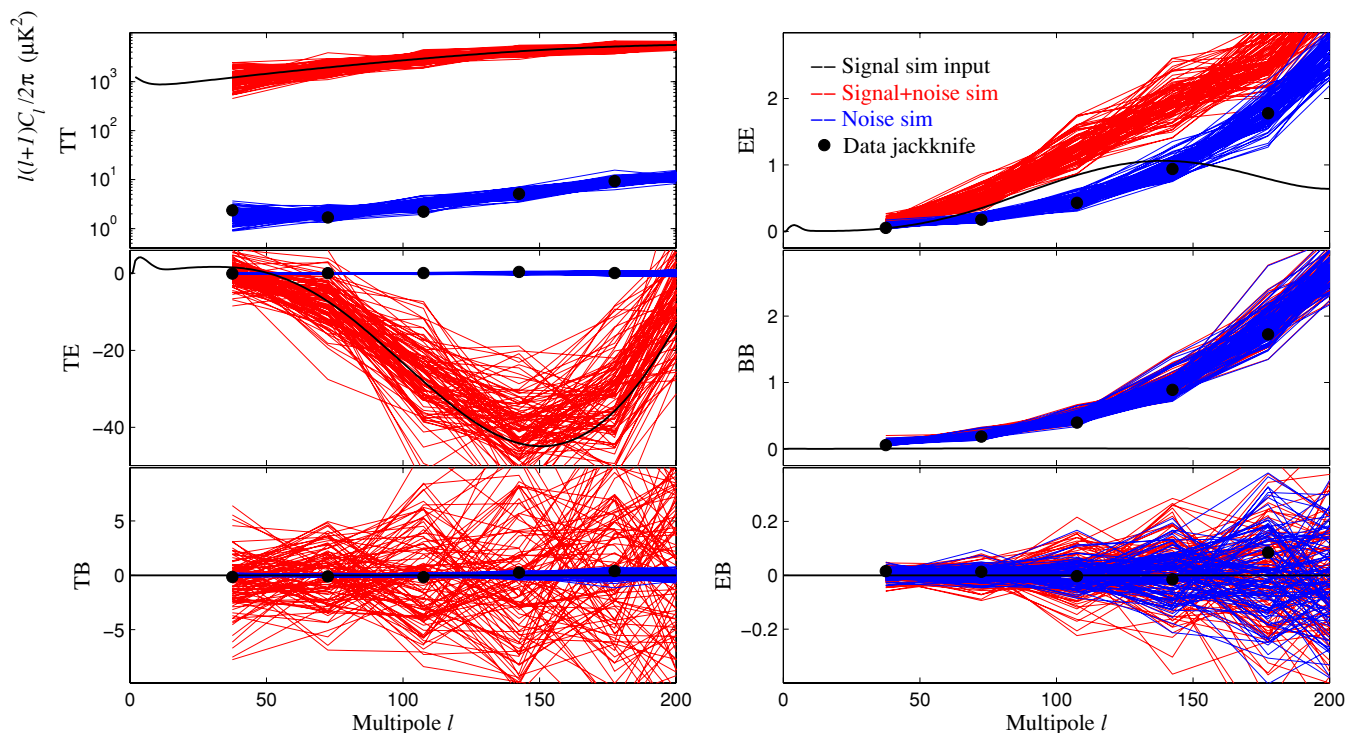 l(l+1)C_l/2π (μK²)
TT
10³
10²
10¹
10⁰
TE
0
−20
−40
TB
5
0
−5
0
50
100
150
200
Multipole l
EE
2
1
0
Signal sim input
Signal+noise sim
Noise sim
Data jackknife
BB
2
1
0
EB
0.2
0
−0.2
0
50
100
150
200
Multipole l